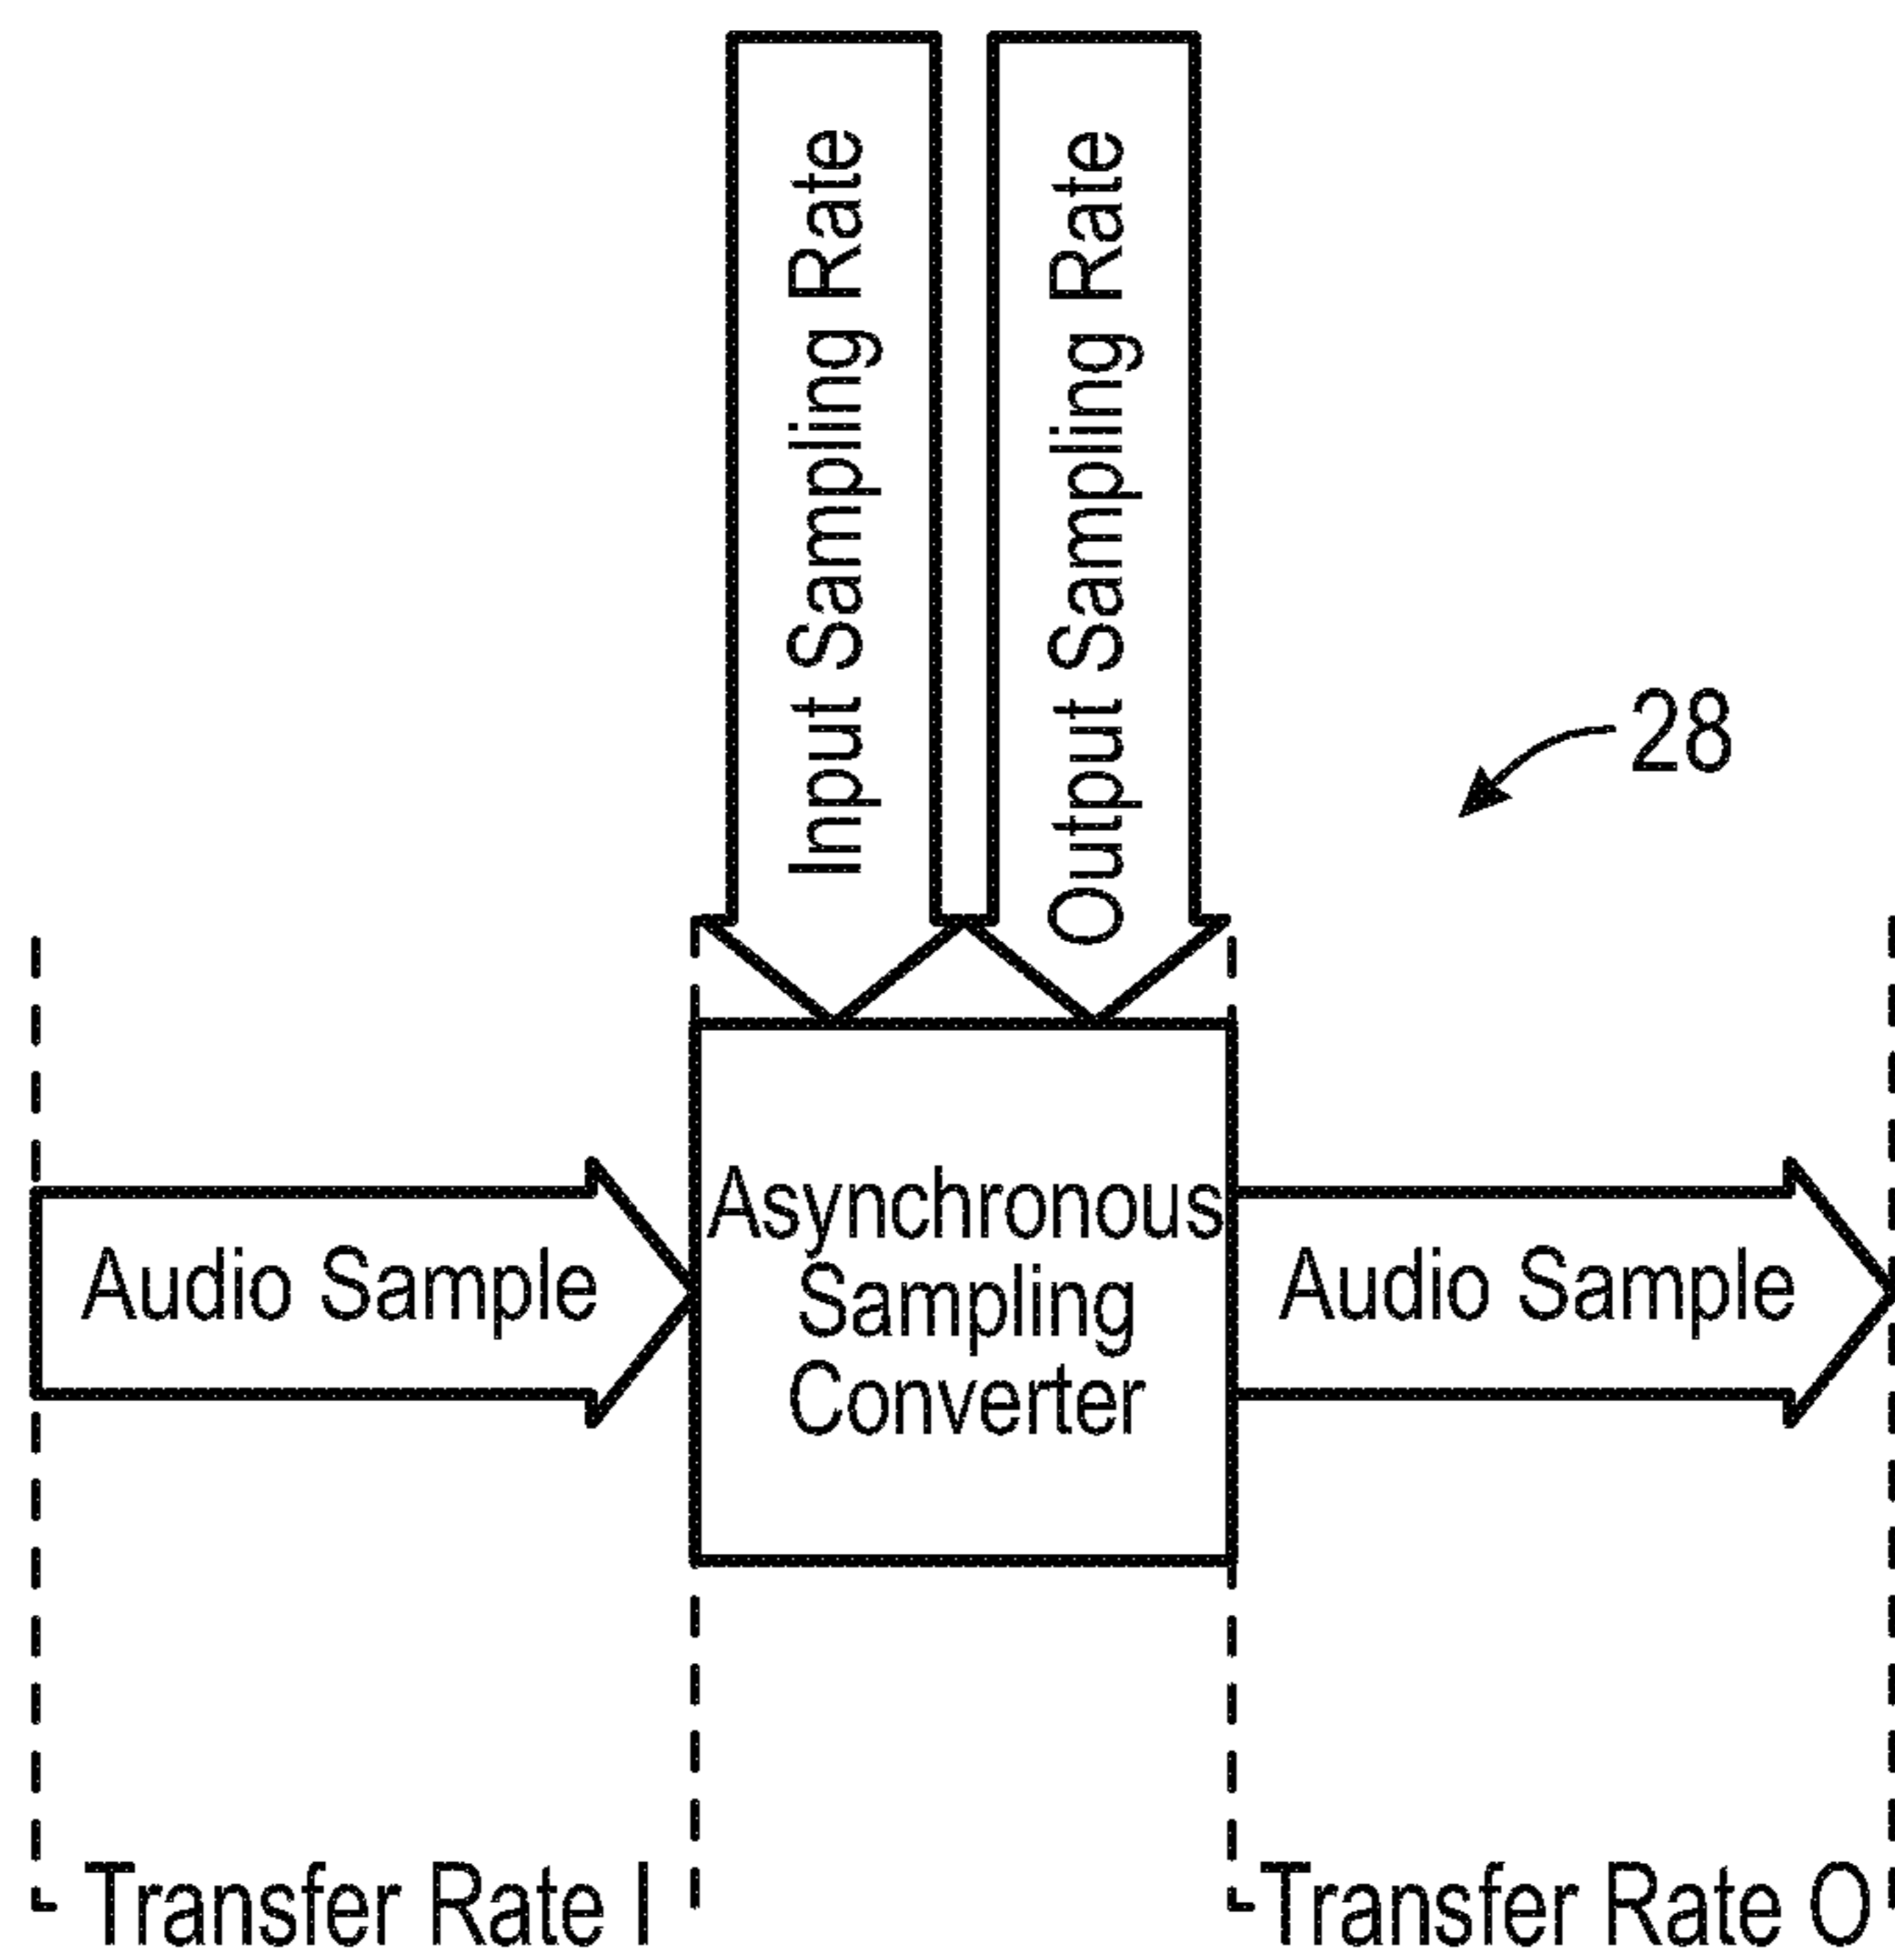 Input Sampling Rate
Output Sampling Rate
28
Audio Sample
Asynchronous
Sampling
Converter
Audio Sample
Transfer Rate I
Transfer Rate O